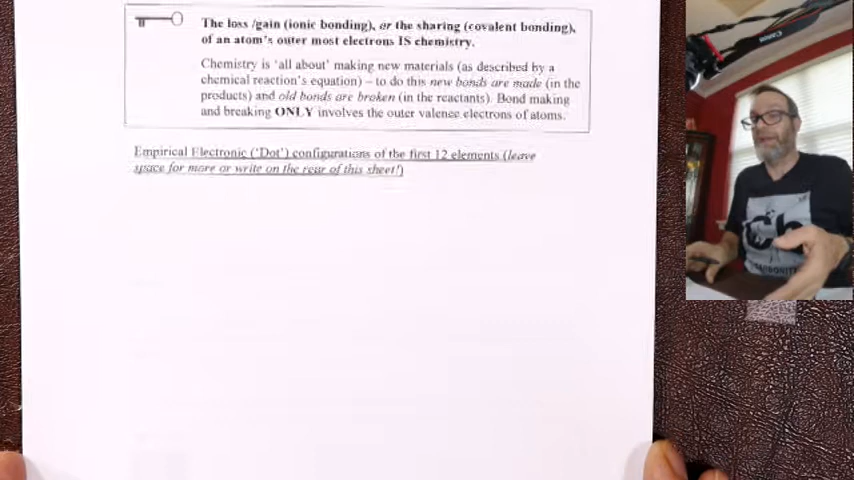 The loss /gain (ionic bonding), or the sharing (covalent bonding),
of an atom's outer most electrons IS chemistry.
Chemistry is 'all about' making new materials (as described by a
chemical reaction's equation) – to do this new bonds are made (in the
products) and old bonds are broken (in the reactants). Bond making
and breaking ONLY involves the outer valence electrons of atoms.
Empirical Electronic ('Dot') configurations of the first 12 elements (leave
space for more or write on the rear of this sheet!)
Canon